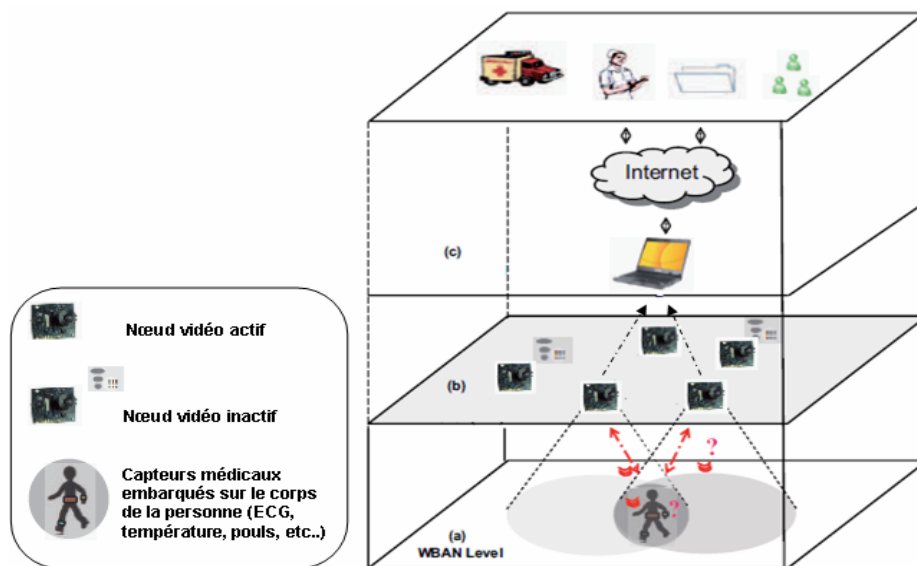 Internet
(c)
(b)
?
?
(a)
WBAN Level
Nœud vidéo actif
Nœud vidéo inactif
Capteurs médicaux
embarqués sur le corps
de la personne (ECG,
température, pouls, etc..)